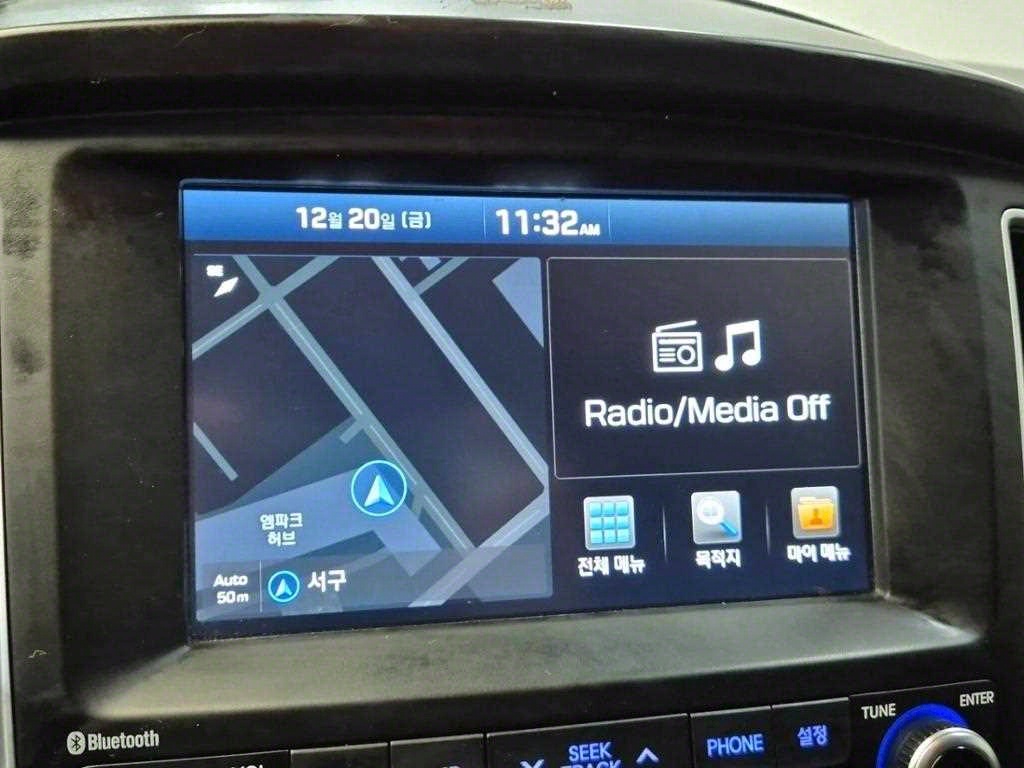 12월 20일 (금) 11:32AM
SE
Radio/Media Off
엠파크
허브
전체 메뉴 목적지 마이 메뉴
Auto
50m
서구
Bluetooth
TUNE ENTER
SEEK
TRACK
PHONE 설정